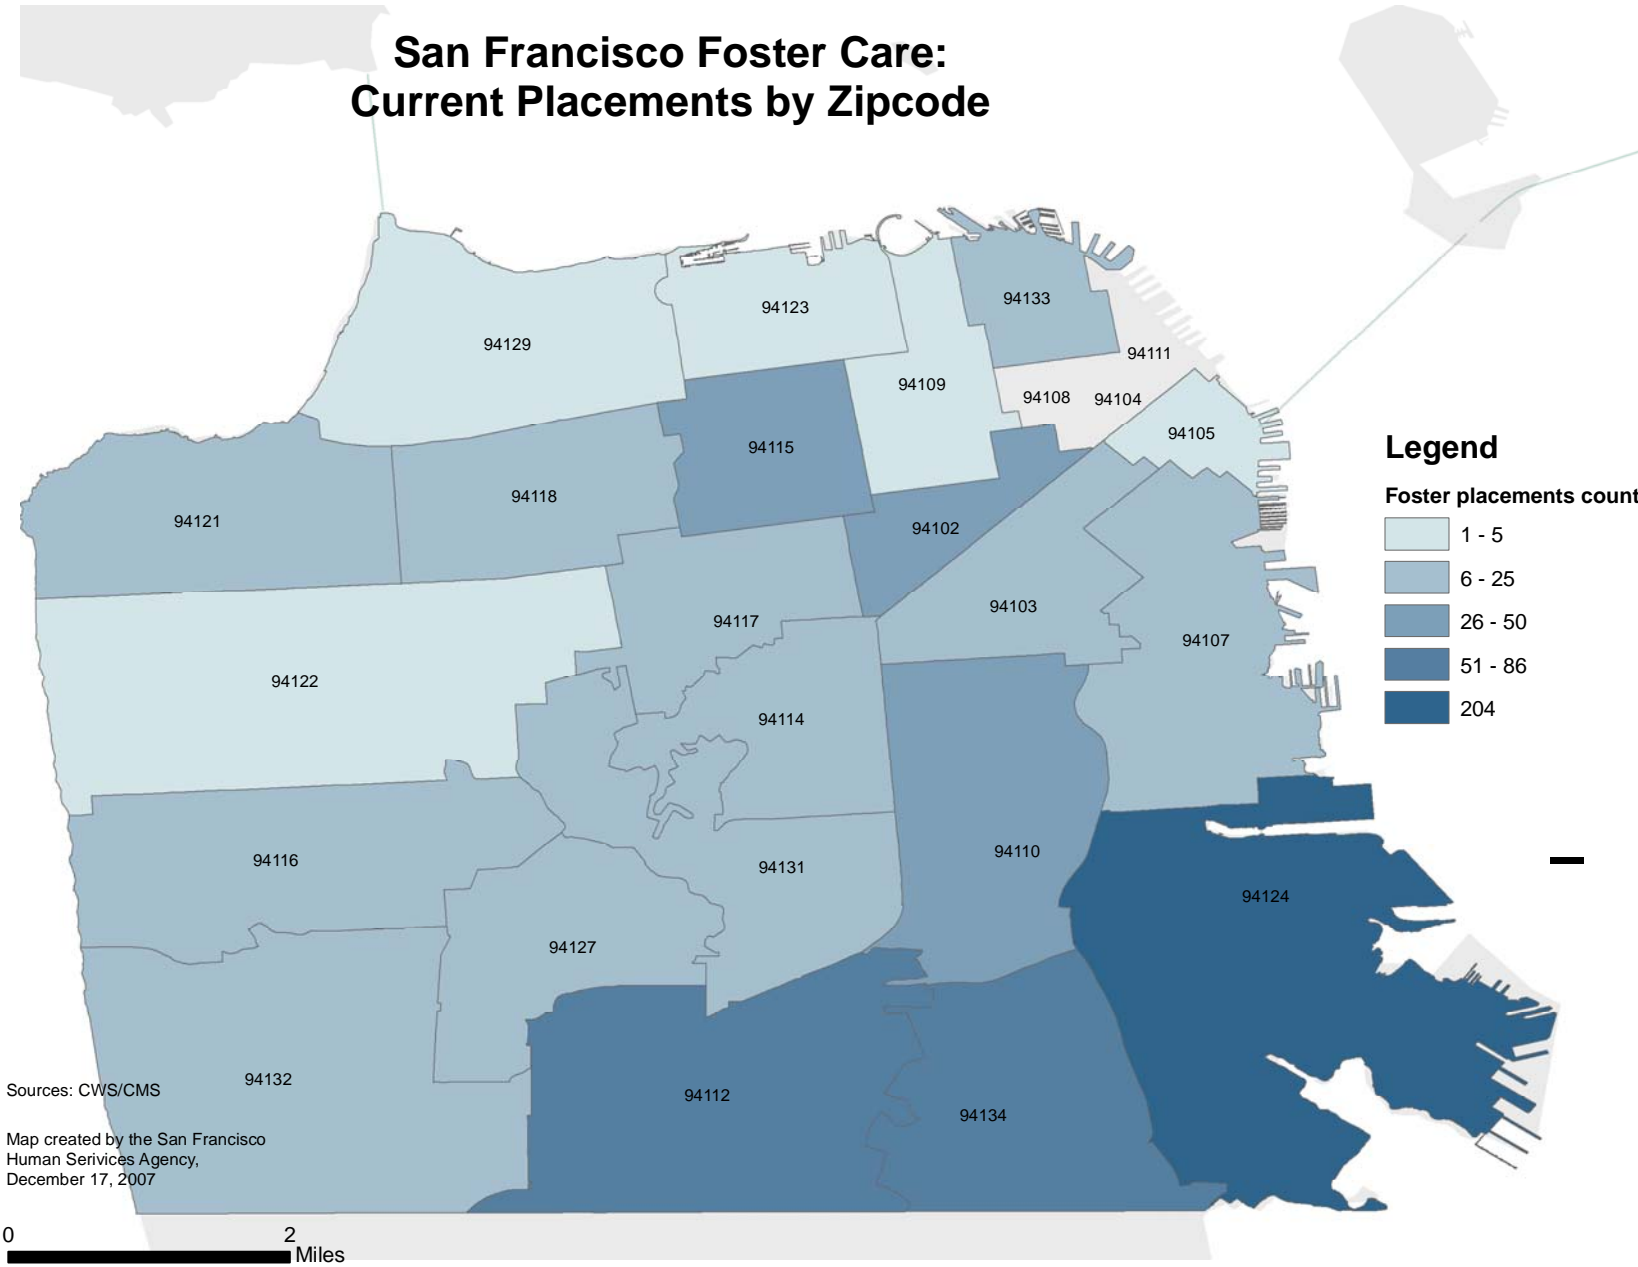 San Francisco Foster Care:
Current Placements by Zipcode
94133
94123
94129
94111
94109
94108
94104
94105
94115
94118
94121
94102
94103
94117
94107
94122
94114
94110
94116
94131
94124
94127
94132
94112
94134
Legend
Foster placements count
1 - 5
6 - 25
26 - 50
51 - 86
204
Sources: CWS/CMS
Map created by the San Francisco
Human Serivices Agency,
December 17, 2007
0 2
Miles